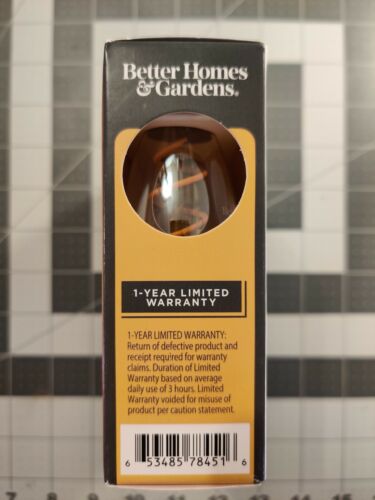 Better Homes
& Gardens®
1-YEAR LIMITED
WARRANTY
1-YEAR LIMITED WARRANTY:
Return of defective product and
receipt required for warranty
claims. Duration of Limited
Warranty based on average
daily use of 3 hours. Limited
Warranty voided for misuse of
product per caution statement.
6 53485 78451 6